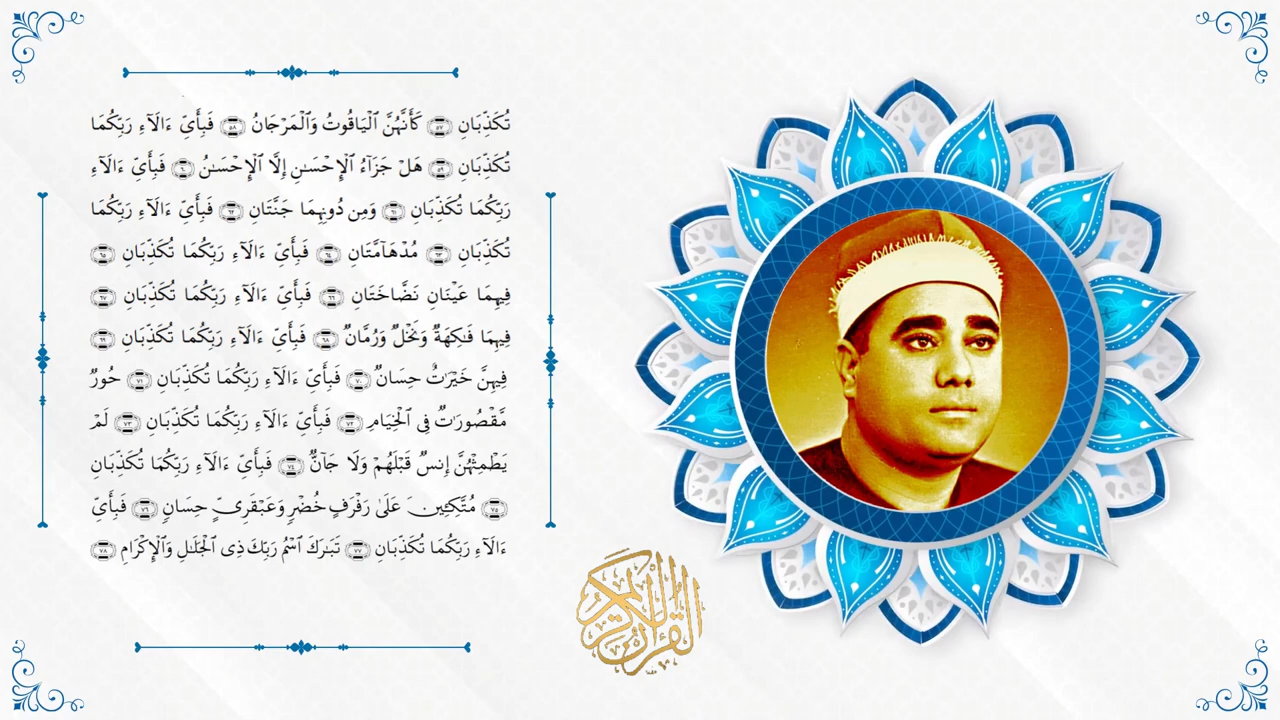 تُكَذِّبَانِ ٥٧ كَأَنَّهُنَّ ٱلْيَاقُوتُ وَٱلْمَرْجَانُ ٥٨ فَبِأَىِّ ءَالَآءِ رَبِّكُمَا
تُكَذِّبَانِ ٥٩ هَلْ جَزَآءُ ٱلْإِحْسَـٰنِ إِلَّا ٱلْإِحْسَـٰنُ ٦٠ فَبِأَىِّ ءَالَآءِ
رَبِّكُمَا تُكَذِّبَانِ ٦١ وَمِن دُونِهِمَا جَنَّتَانِ ٦٢ فَبِأَىِّ ءَالَآءِ رَبِّكُمَا
تُكَذِّبَانِ ٦٣ مُدْهَآمَّتَانِ ٦٤ فَبِأَىِّ ءَالَآءِ رَبِّكُمَا تُكَذِّبَانِ ٦٥
فِيهِمَا عَيْنَانِ نَضَّاخَتَانِ ٦٦ فَبِأَىِّ ءَالَآءِ رَبِّكُمَا تُكَذِّبَانِ ٦٧
فِيهِمَا فَـٰكِهَةٌ وَنَخْلٌ وَرُمَّانٌ ٦٨ فَبِأَىِّ ءَالَآءِ رَبِّكُمَا تُكَذِّبَانِ ٦٩
فِيهِنَّ خَيْرَٰتٌ حِسَانٌ ٧٠ فَبِأَىِّ ءَالَآءِ رَبِّكُمَا تُكَذِّبَانِ ٧١ حُورٌ
مَّقْصُورَٰتٌ فِى ٱلْخِيَامِ ٧٢ فَبِأَىِّ ءَالَآءِ رَبِّكُمَا تُكَذِّبَانِ ٧٣ لَمْ
يَطْمِثْهُنَّ إِنسٌ قَبْلَهُمْ وَلَا جَآنٌّ ٧٤ فَبِأَىِّ ءَالَآءِ رَبِّكُمَا تُكَذِّبَانِ
٧٥ مُتَّكِـِٔينَ عَلَىٰ رَفْرَفٍ خُضْرٍ وَعَبْقَرِىٍّ حِسَانٍ ٧٦ فَبِأَىِّ
ءَالَآءِ رَبِّكُمَا تُكَذِّبَانِ ٧٧ تَبَـٰرَكَ ٱسْمُ رَبِّكَ ذِى ٱلْجَلَـٰلِ وَٱلْإِكْرَامِ ٧٨
القرآن الكريم